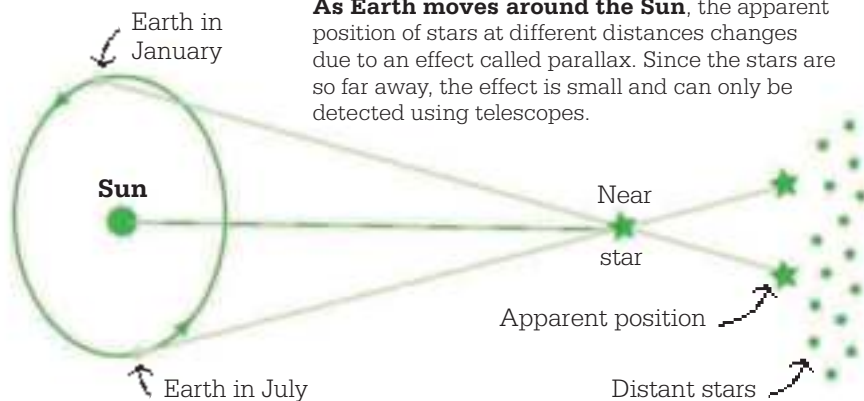 As Earth moves around the Sun, the apparent
position of stars at different distances changes
due to an effect called parallax. Since the stars are
so far away, the effect is small and can only be
detected using telescopes.
Earth in
January
Sun
Near
star
Apparent position
Earth in July
Distant stars